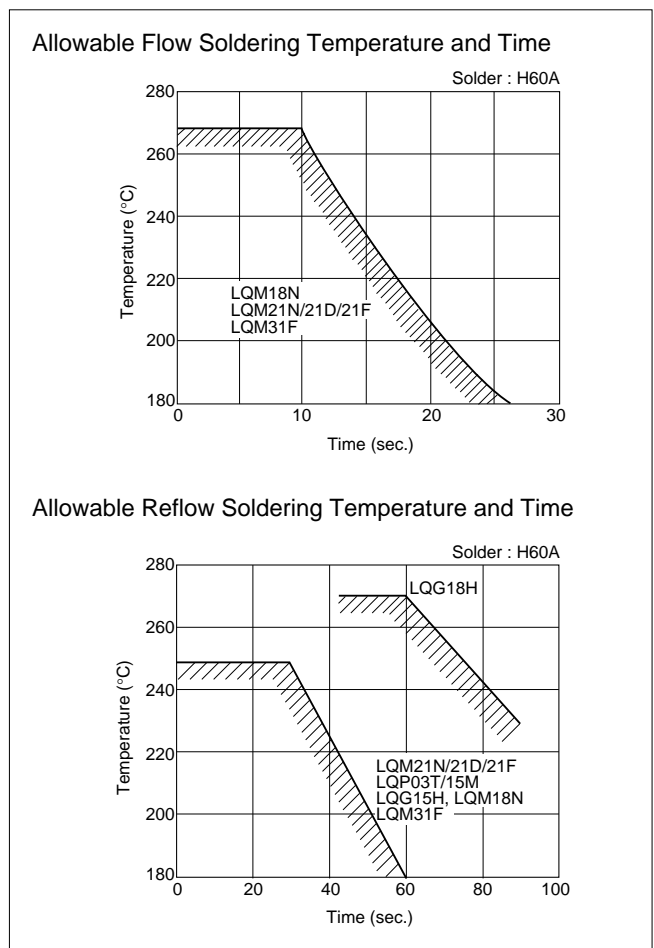 Allowable Flow Soldering Temperature and Time
Solder : H60A
280
260
240
220
200
180
Temperature (°C)
LQM18N
LQM21N/21D/21F
LQM31F
0 10 20 30
Time (sec.)
Allowable Reflow Soldering Temperature and Time
Solder : H60A
280
260
240
220
200
180
Temperature (°C)
LQG18H
LQM21N/21D/21F
LQP03T/15M
LQG15H, LQM18N
LQM31F
0 20 40 60 80 100
Time (sec.)